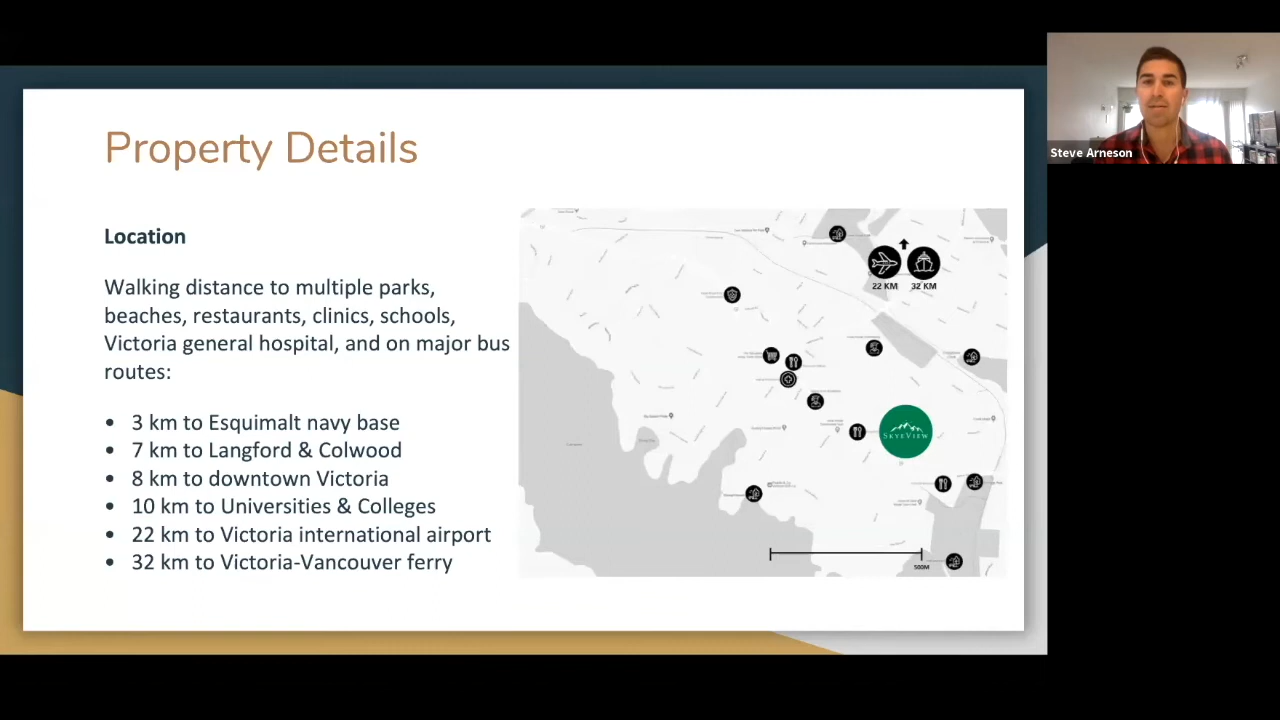 Property Details
Steve Arneson
Location
Walking distance to multiple parks,
beaches, restaurants, clinics, schools,
Victoria general hospital, and on major bus
routes:
• 3 km to Esquimalt navy base
• 7 km to Langford & Colwood
• 8 km to downtown Victoria
• 10 km to Universities & Colleges
• 22 km to Victoria international airport
• 32 km to Victoria-Vancouver ferry
22 KM
32 KM
SKYEVIEW
500M